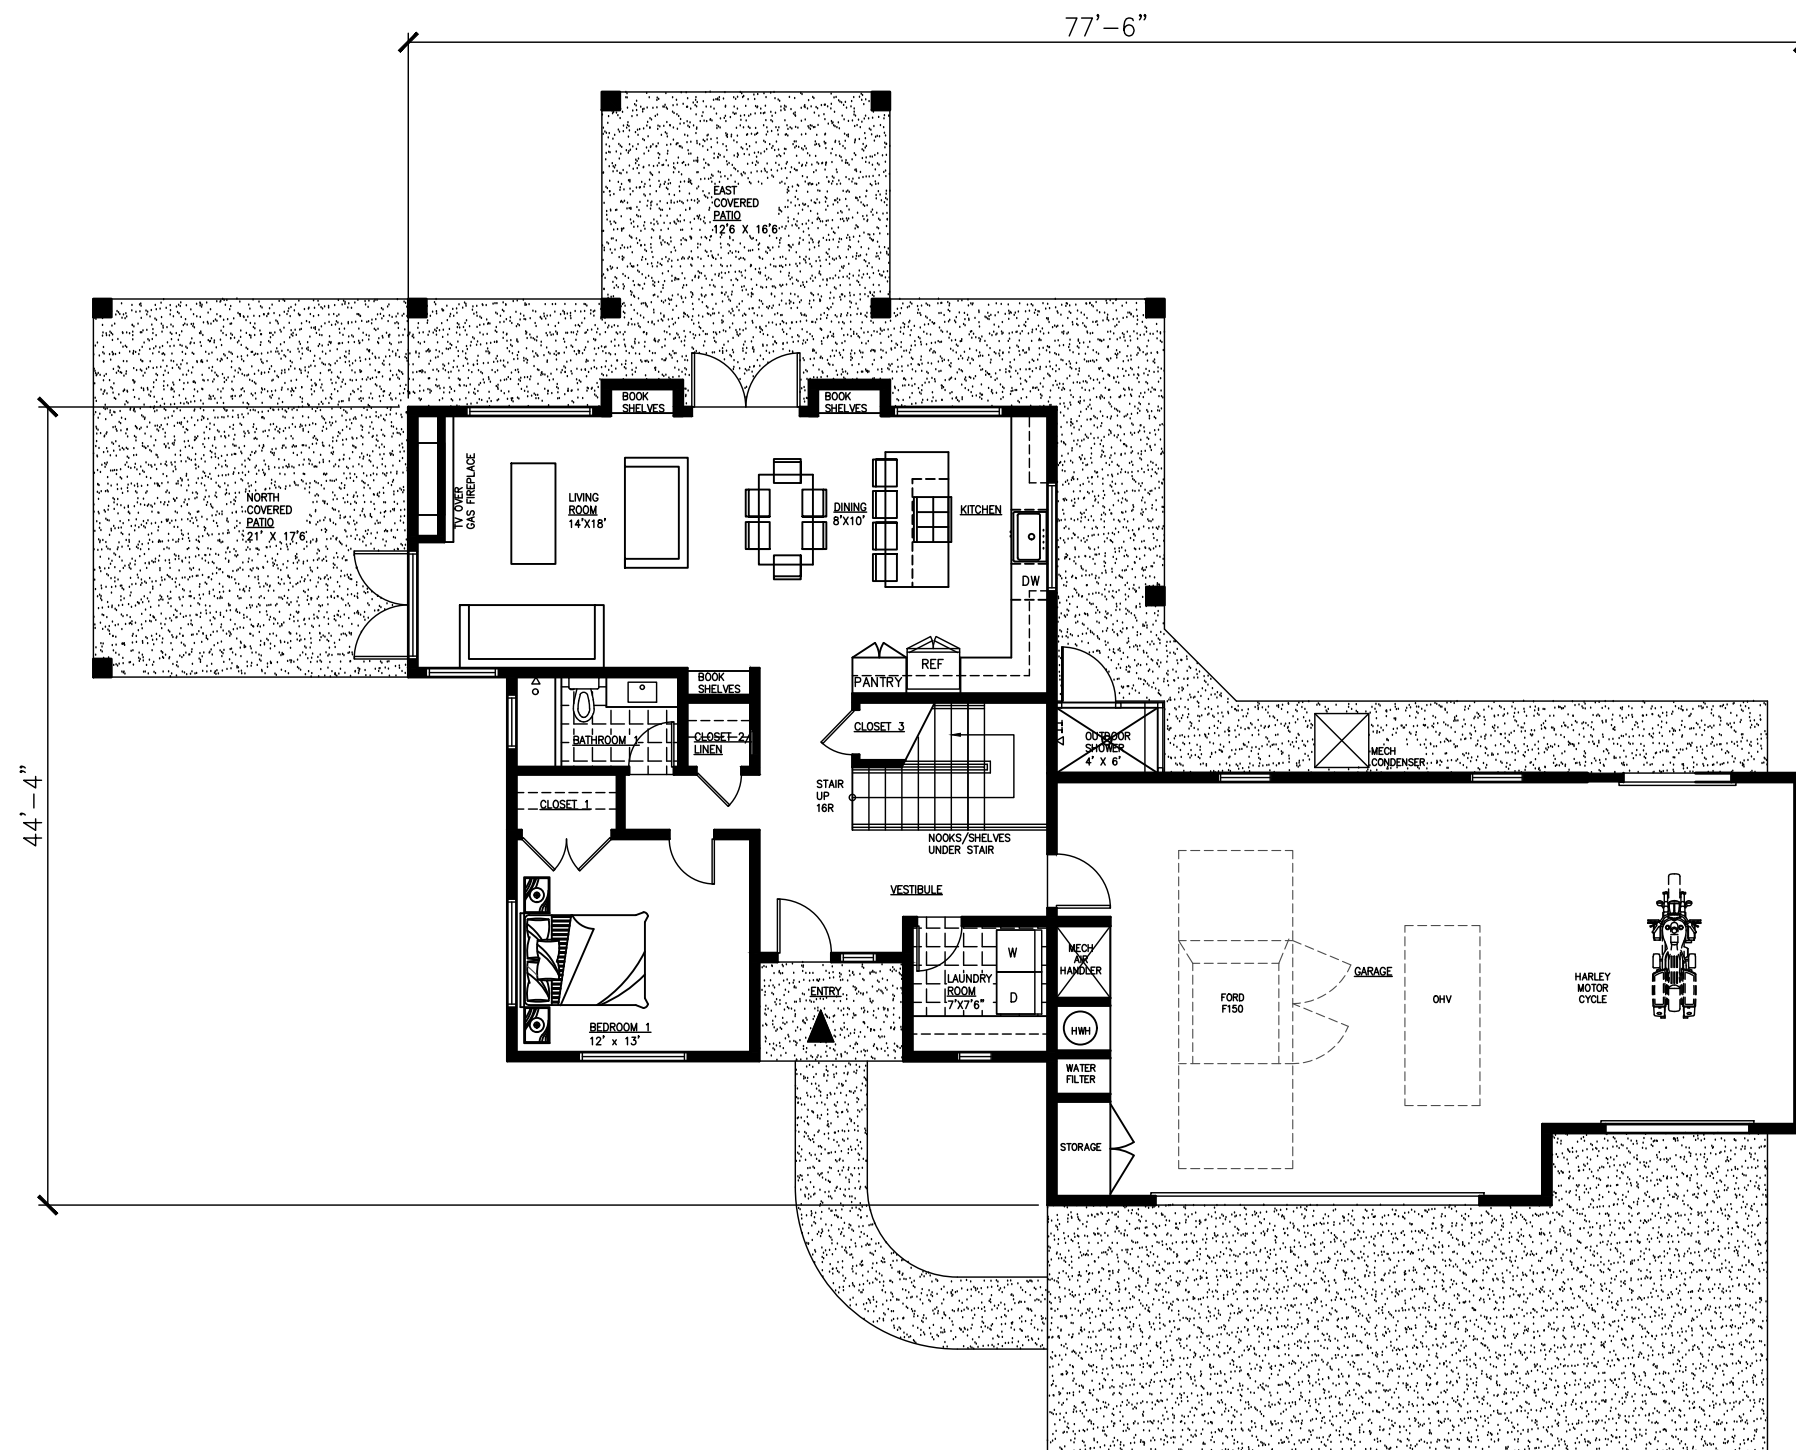 77'-6"
EAST
COVERED
PATIO
12'6 X 16'6
BOOK
SHELVES
BOOK
SHELVES
NORTH
COVERED
PATIO
21' X 17'6
TV OVER
GAS FIREPLACE
LIVING
ROOM
14'X18'
DINING
8'X10'
KITCHEN
DW
REF
PANTRY
BOOK
SHELVES
BATHROOM 1
CLOSET 2/
LINEN
CLOSET 3
OUTDOOR
SHOWER
4' X 6'
MECH
CONDENSER
44'-4"
CLOSET 1
STAIR
UP
16R
NOOKS/SHELVES
UNDER STAIR
VESTIBULE
MECH
AIR
HANDLER
W
D
LAUNDRY
ROOM
7'X7'6"
ENTRY
BEDROOM 1
12' x 13'
HWH
WATER
FILTER
STORAGE
FORD
F150
GARAGE
OHV
HARLEY
MOTOR
CYCLE